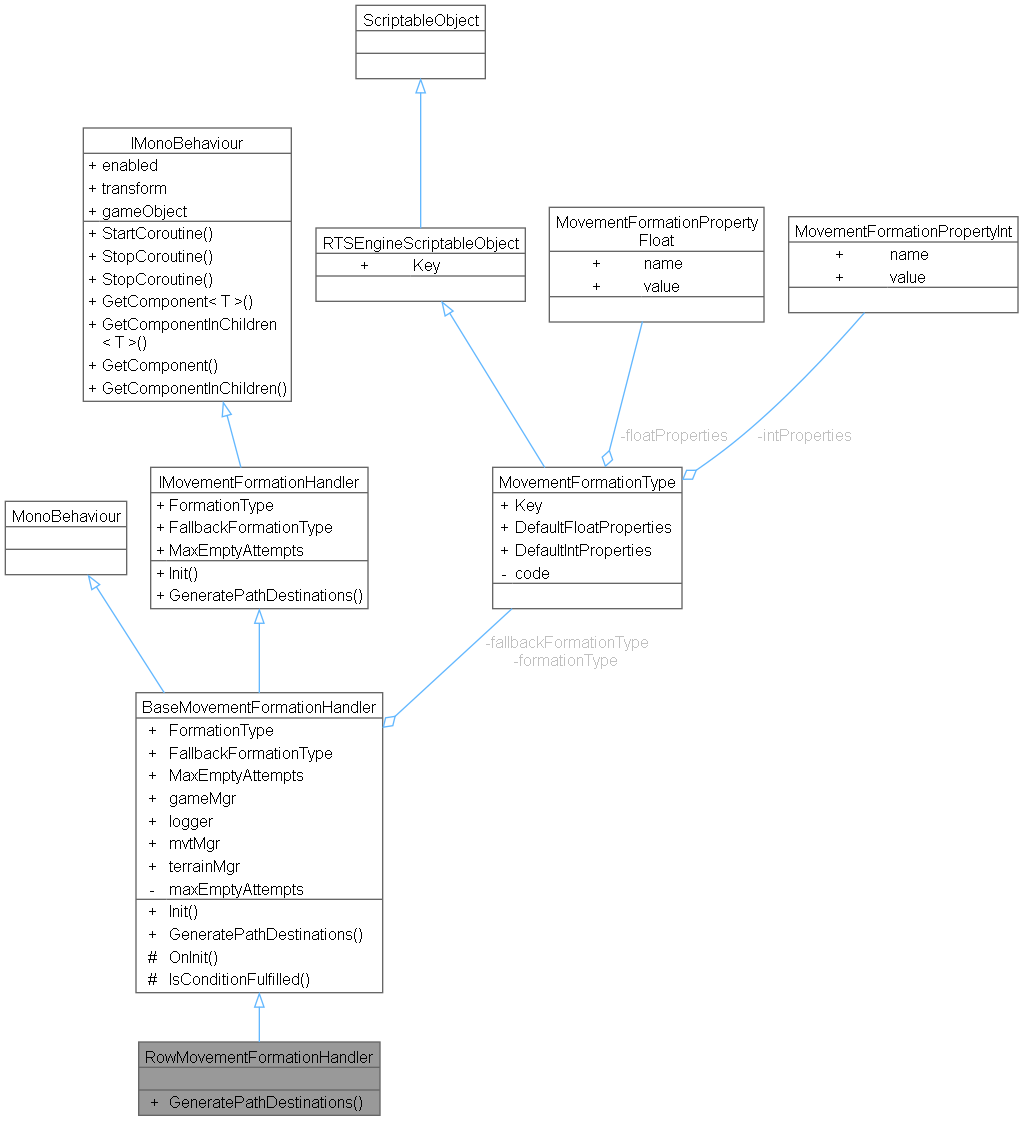 ScriptableObject
IMonoBehaviour
+ enabled
+ transform
+ gameObject
+ StartCoroutine()
+ StopCoroutine()
+ StopCoroutine()
+ GetComponent< T >()
+ GetComponentInChildren
< T >()
+ GetComponent()
+ GetComponentInChildren()
RTSEngineScriptableObject
+ Key
MovementFormationProperty
Float
+ name
+ value
MovementFormationPropertyInt
+ name
+ value
-floatProperties
-intProperties
MonoBehaviour
IMovementFormationHandler
+ FormationType
+ FallbackFormationType
+ MaxEmptyAttempts
+ Init()
+ GeneratePathDestinations()
MovementFormationType
+ Key
+ DefaultFloatProperties
+ DefaultIntProperties
- code
-fallbackFormationType
-formationType
BaseMovementFormationHandler
+ FormationType
+ FallbackFormationType
+ MaxEmptyAttempts
+ gameMgr
+ logger
+ mvtMgr
+ terrainMgr
- maxEmptyAttempts
+ Init()
+ GeneratePathDestinations()
# OnInit()
# IsConditionFulfilled()
RowMovementFormationHandler
+ GeneratePathDestinations()